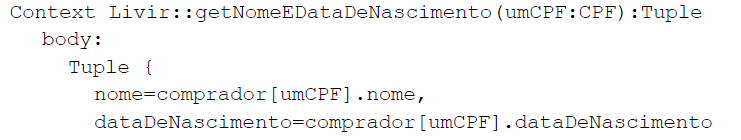 Context Livir::getNomeEDataDeNascimento(umCPF:CPF):Tuple
body:
Tuple {
nome=comprador[umCPF].nome,
dataDeNascimento=comprador[umCPF].dataDeNascimento